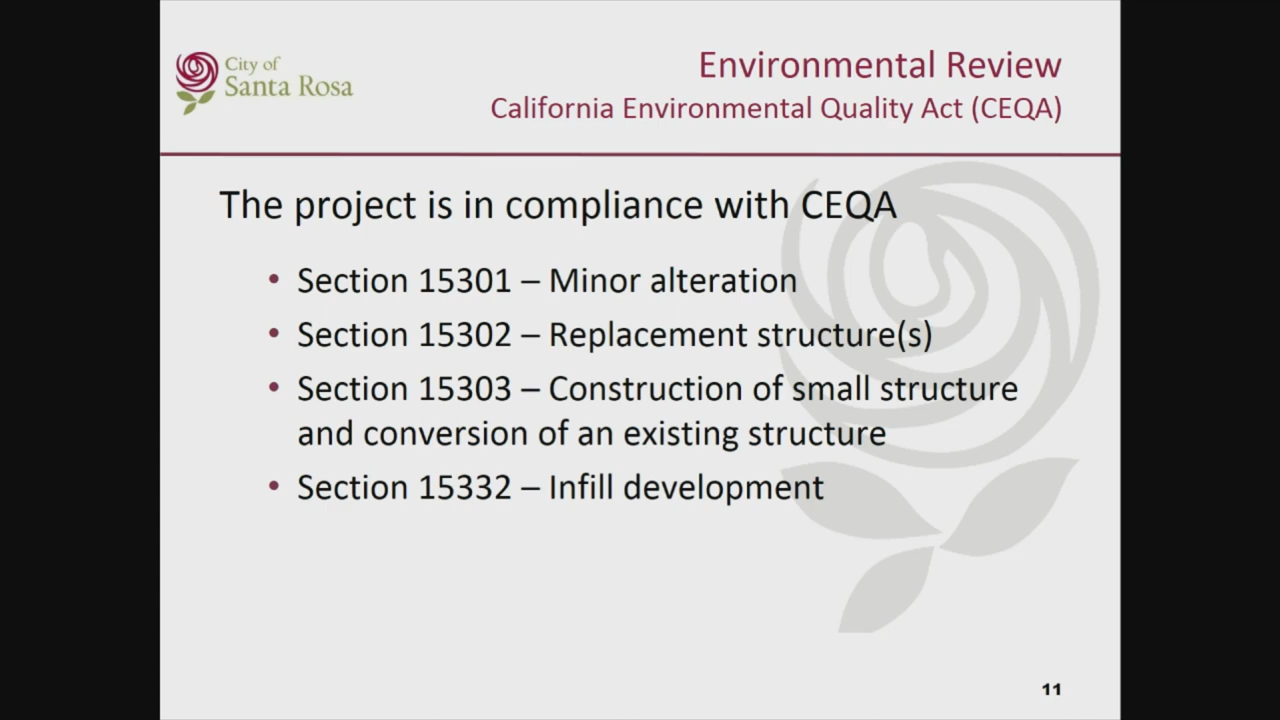 City of
Santa Rosa
Environmental Review
California Environmental Quality Act (CEQA)
The project is in compliance with CEQA
• Section 15301 – Minor alteration
• Section 15302 – Replacement structure(s)
• Section 15303 – Construction of small structure
and conversion of an existing structure
• Section 15332 – Infill development
11